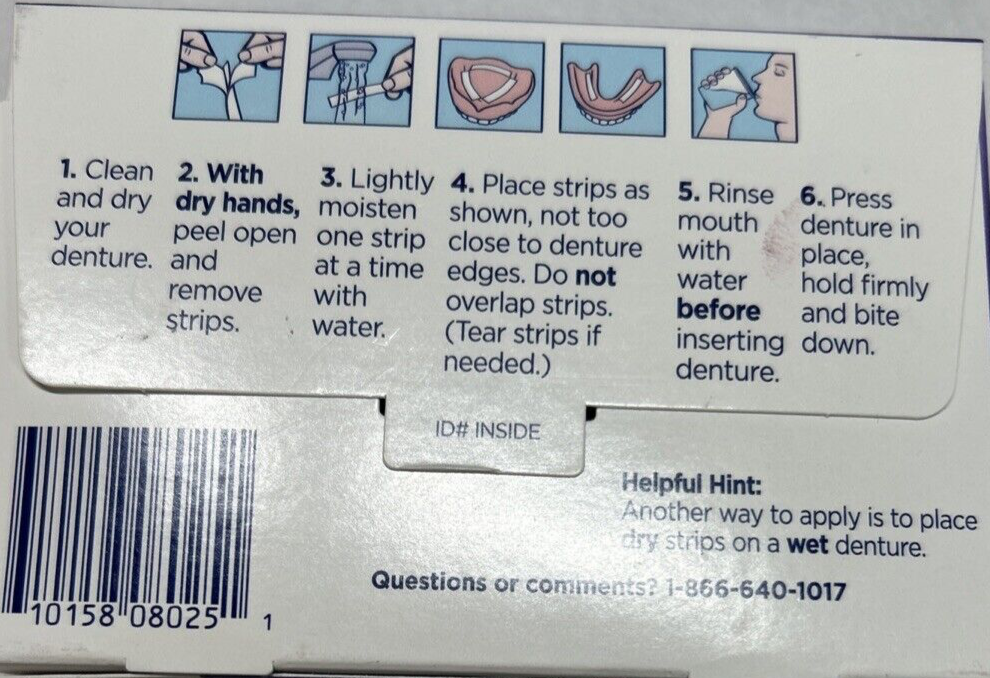 1. Clean
and dry
your
denture.
2. With
dry hands,
peel open
and
remove
strips.
3. Lightly
moisten
one strip
at a time
with
water.
4. Place strips as
shown, not too
close to denture
edges. Do not
overlap strips.
(Tear strips if
needed.)
5. Rinse
mouth
with
water
before
inserting
denture.
6. Press
denture in
place,
hold firmly
and bite
down.
ID# INSIDE
Helpful Hint:
Another way to apply is to place
dry strips on a wet denture.
Questions or comments? 1-866-640-1017
10158 08025 1